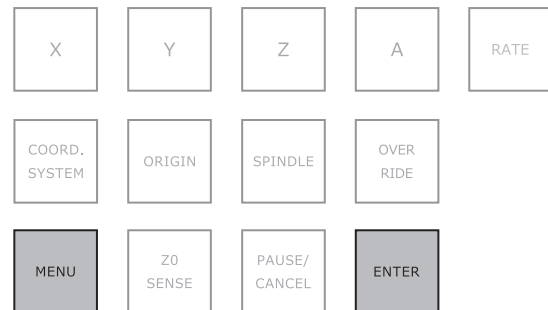 X
Y
Z
A
RATE
COORD.
SYSTEM
ORIGIN
SPINDLE
OVER
RIDE
MENU
Z0
SENSE
PAUSE/
CANCEL
ENTER